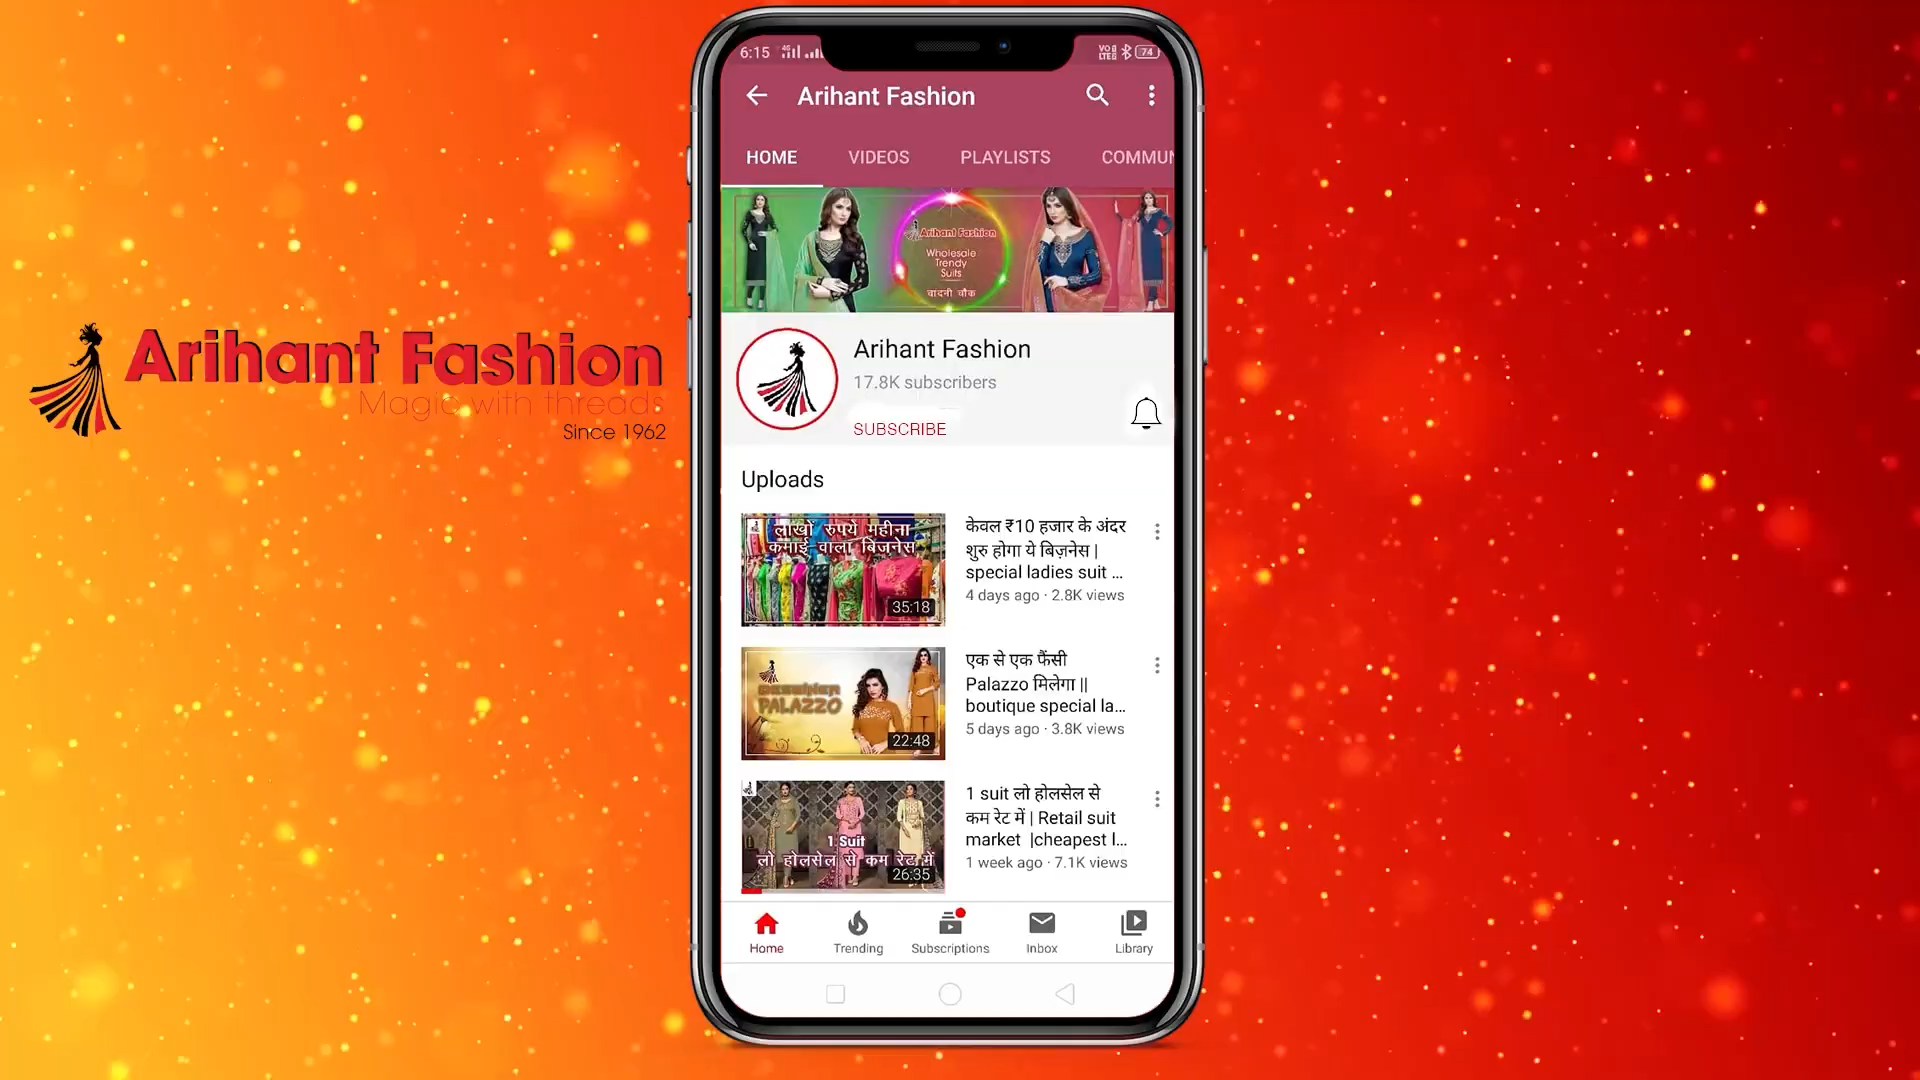 Arihant Fashion
Magic with threads
Since 1962
6:15
74
Arihant Fashion
HOME
VIDEOS
PLAYLISTS
COMMUN
Arihant Fashion
Wholesale
Trendy
Suits
चादनी चौक
Arihant Fashion
17.8K subscribers
SUBSCRIBE
Uploads
लाखों रुपयें महीना
कमाई वाला बिजनेस
35:18
केवल ₹10 हजार के अंदर
शुरु होगा ये बिज़नेस |
special ladies suit ...
4 days ago · 2.8K views
DESIGNER
PALAZZO
22:48
एक से एक फैंसी
Palazzo मिलेगा ||
boutique special la...
5 days ago · 3.8K views
1 Suit
लो होलसेल से कम रेट में
26:35
1 suit लो होलसेल से
कम रेट में | Retail suit
market |cheapest l...
1 week ago · 7.1K views
Home
Trending
Subscriptions
Inbox
Library